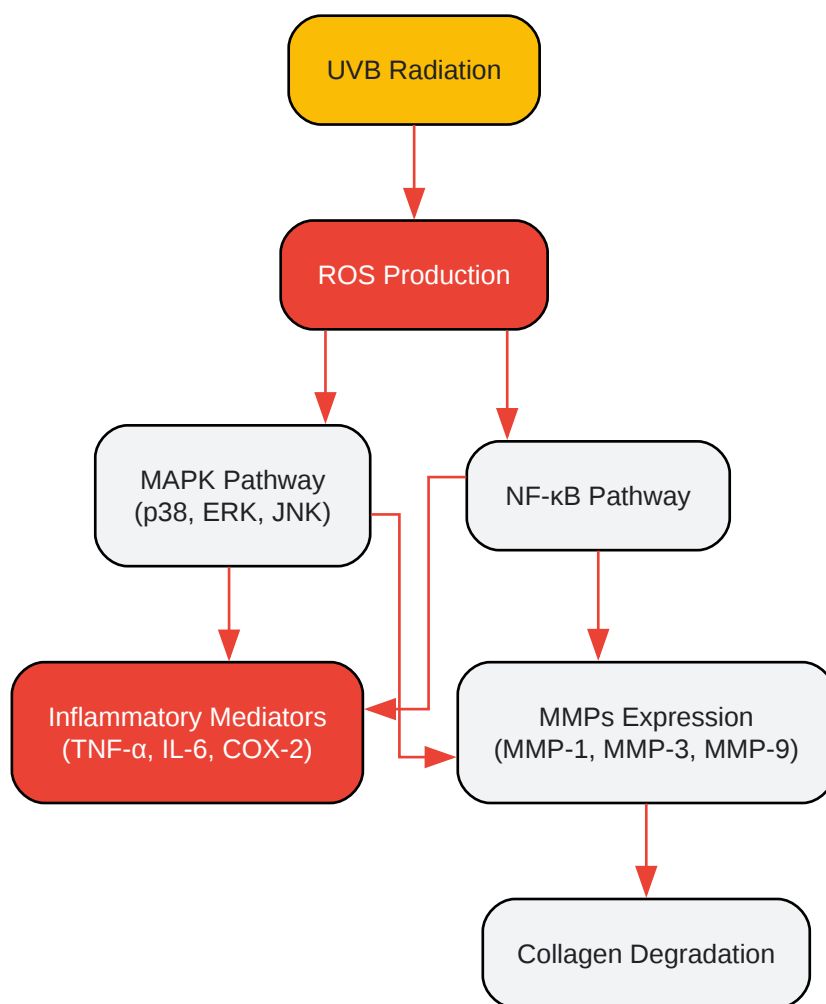 UVB Radiation
ROS Production
MAPK Pathway
(p38, ERK, JNK)
NF-κB Pathway
Inflammatory Mediators
(TNF-α, IL-6, COX-2)
MMPs Expression
(MMP-1, MMP-3, MMP-9)
Collagen Degradation